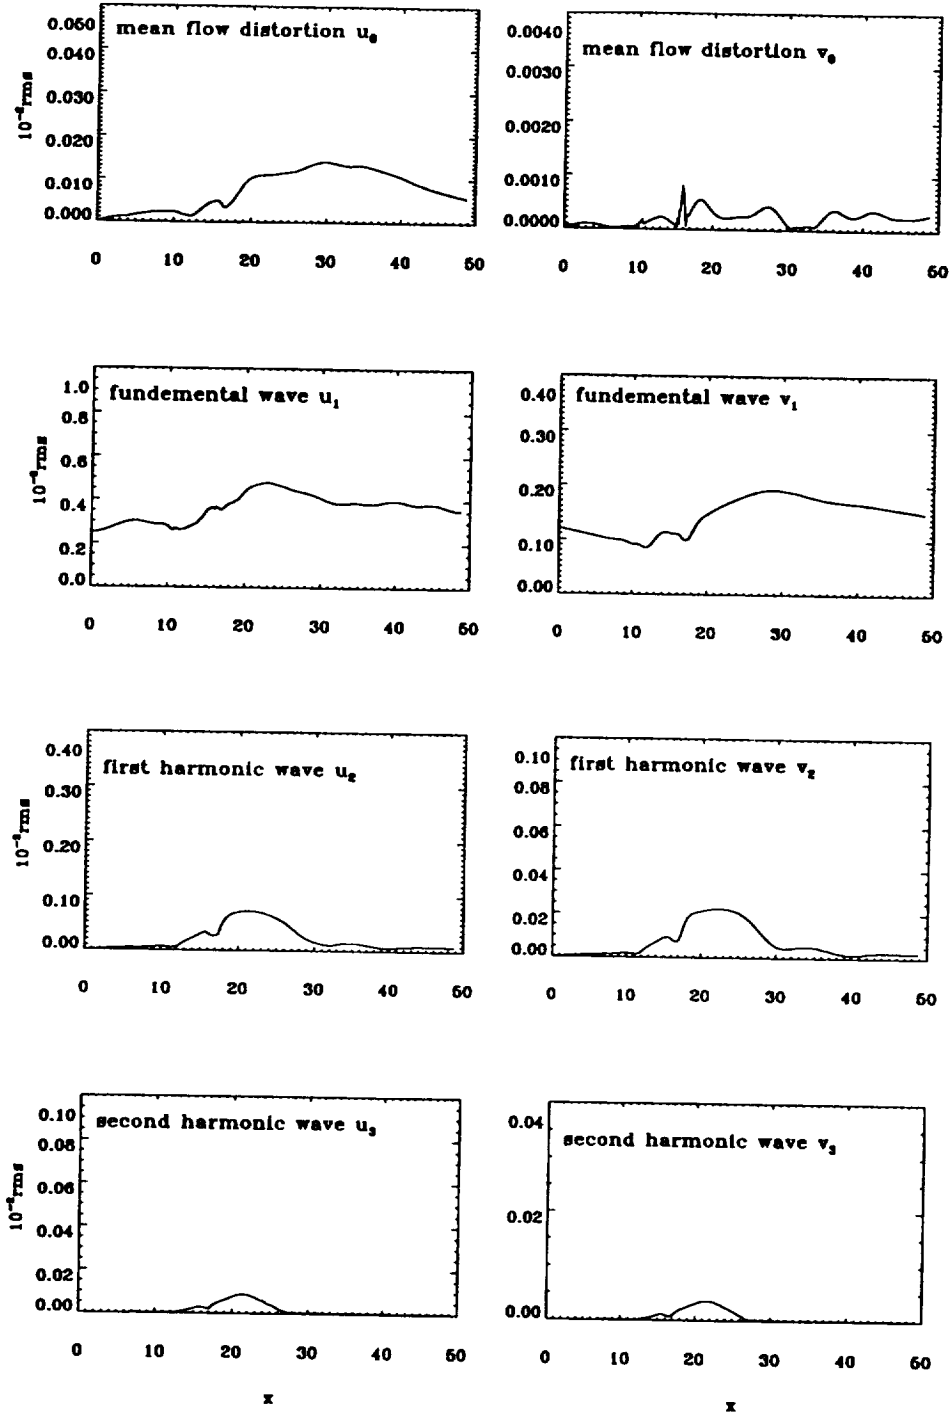 0.050
0.040
0.030
0.020
0.010
0.000
mean flow distortion u₀
0 10 20 30 40 50
0.0040
0.0030
0.0020
0.0010
0.0000
mean flow distortion v₀
0 10 20 30 40 50
1.0
0.8
0.6
0.4
0.2
0.0
fundemental wave u₁
0 10 20 30 40 50
0.40
0.30
0.20
0.10
0.00
fundemental wave v₁
0 10 20 30 40 50
0.40
0.30
0.20
0.10
0.00
first harmonic wave u₂
0 10 20 30 40 50
0.10
0.08
0.06
0.04
0.02
0.00
first harmonic wave v₂
0 10 20 30 40 50
0.10
0.08
0.06
0.04
0.02
0.00
second harmonic wave u₃
0 10 20 30 40 50
x
0.04
0.02
0.00
second harmonic wave v₃
0 10 20 30 40 50
x